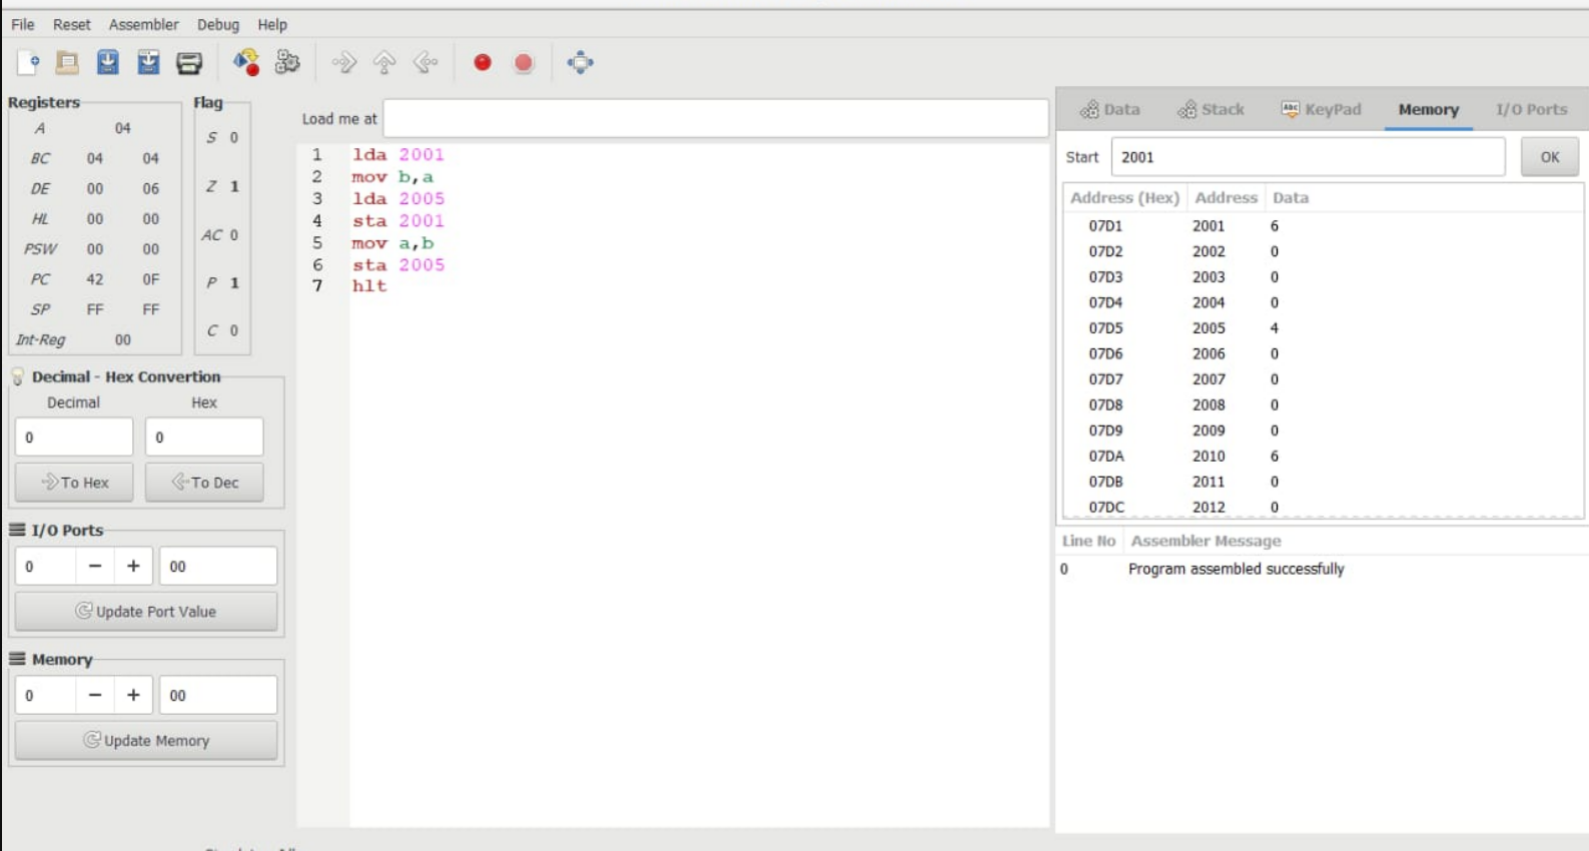 File Reset Assembler Debug Help
Registers
A 04
BC 04 04
DE 00 06
HL 00 00
PSW 00 00
PC 42 0F
SP FF FF
Int-Reg 00
Flag
S 0
Z 1
AC 0
P 1
C 0
Decimal - Hex Convertion
Decimal Hex
0 0
To Hex To Dec
I/O Ports
0 − + 00
Update Port Value
Memory
0 − + 00
Update Memory
Load me at
1 lda 2001
2 mov b,a
3 lda 2005
4 sta 2001
5 mov a,b
6 sta 2005
7 hlt
Data Stack Abc KeyPad Memory I/O Ports
Start 2001 OK
Address (Hex) Address Data
07D1 2001 6
07D2 2002 0
07D3 2003 0
07D4 2004 0
07D5 2005 4
07D6 2006 0
07D7 2007 0
07D8 2008 0
07D9 2009 0
07DA 2010 6
07DB 2011 0
07DC 2012 0
Line No Assembler Message
0 Program assembled successfully